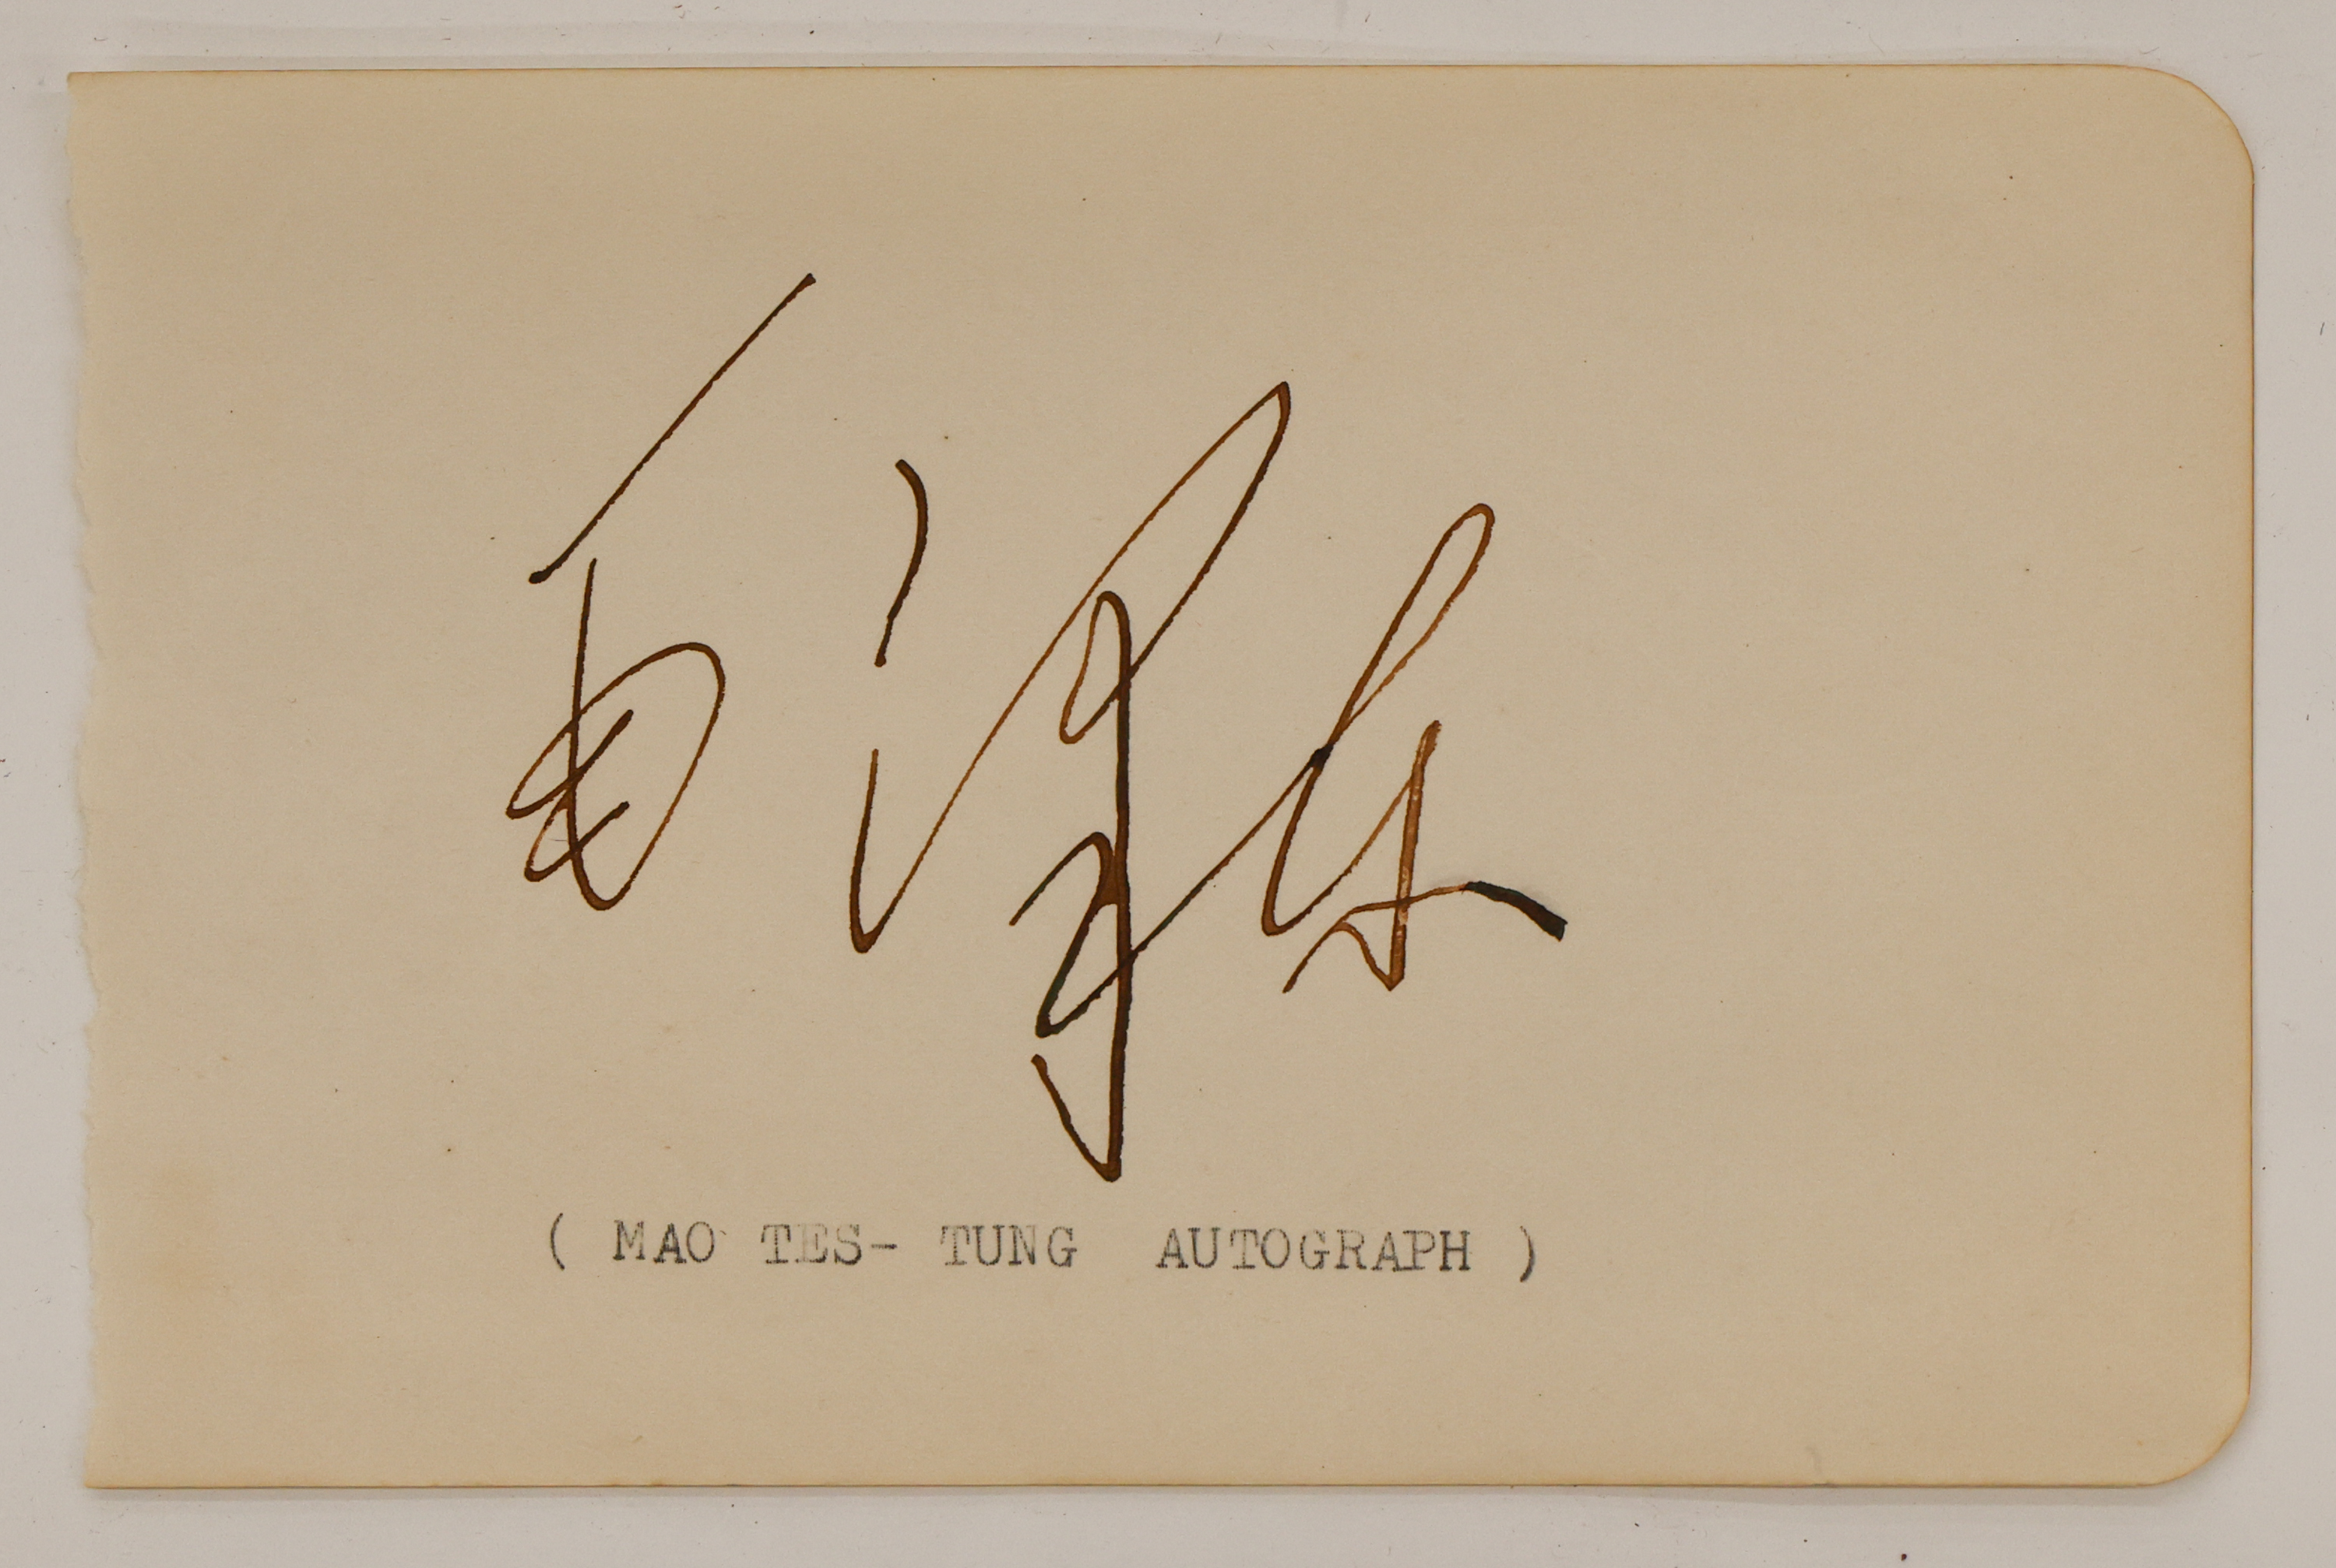 毛泽东
( MAO TES- TUNG AUTOGRAPH )